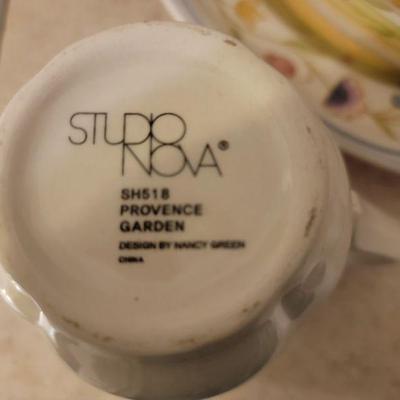 STUDIO
NOVA®
SH518
PROVENCE
GARDEN
DESIGN BY NANCY GREEN
CHINA